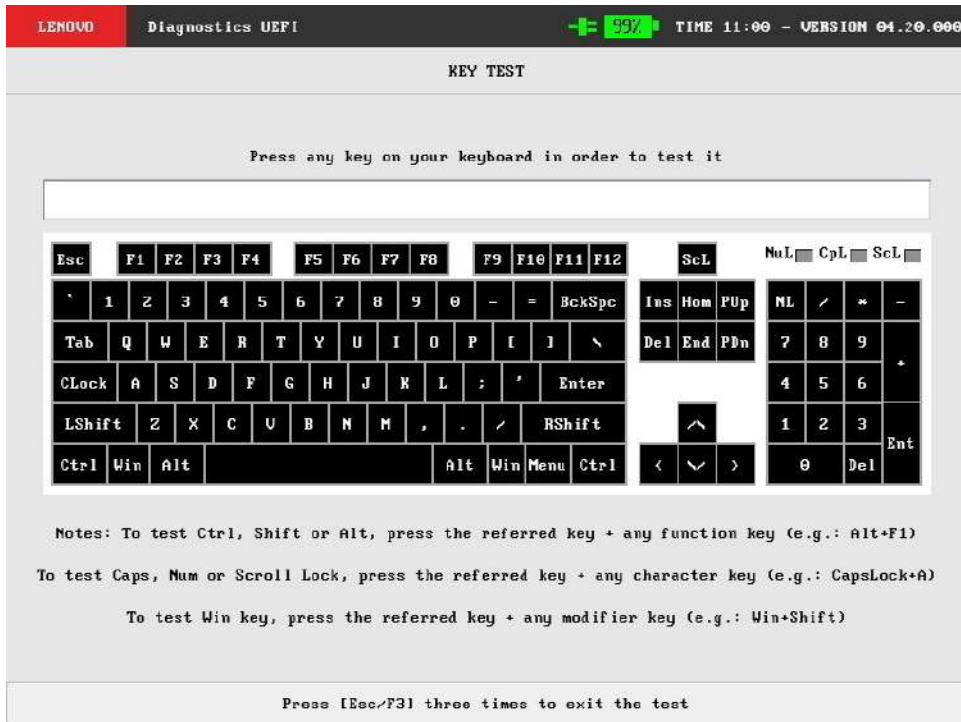 LENOVO Diagnostics UEFI 99% TIME 11:00 - VERSION 04.20.000
KEY TEST
Press any key on your keyboard in order to test it
Esc F1 F2 F3 F4 F5 F6 F7 F8 F9 F10 F11 F12 ScL NuL CpL ScL
` 1 2 3 4 5 6 7 8 9 0 - = BckSpc Ins Hom PUp NL / * -
Tab Q W E R T Y U I O P [ ] \ Del End PDn 7 8 9 +
CLock A S D F G H J K L ; ' Enter 4 5 6
LShift Z X C V B N M , . / RShift ^ 1 2 3 Ent
Ctrl Win Alt Alt Win Menu Ctrl < v > 0 Del
Notes: To test Ctrl, Shift or Alt, press the referred key + any function key (e.g.: Alt+F1)
To test Caps, Num or Scroll Lock, press the referred key + any character key (e.g.: CapsLock+A)
To test Win key, press the referred key + any modifier key (e.g.: Win+Shift)
Press [Esc/F3] three times to exit the test